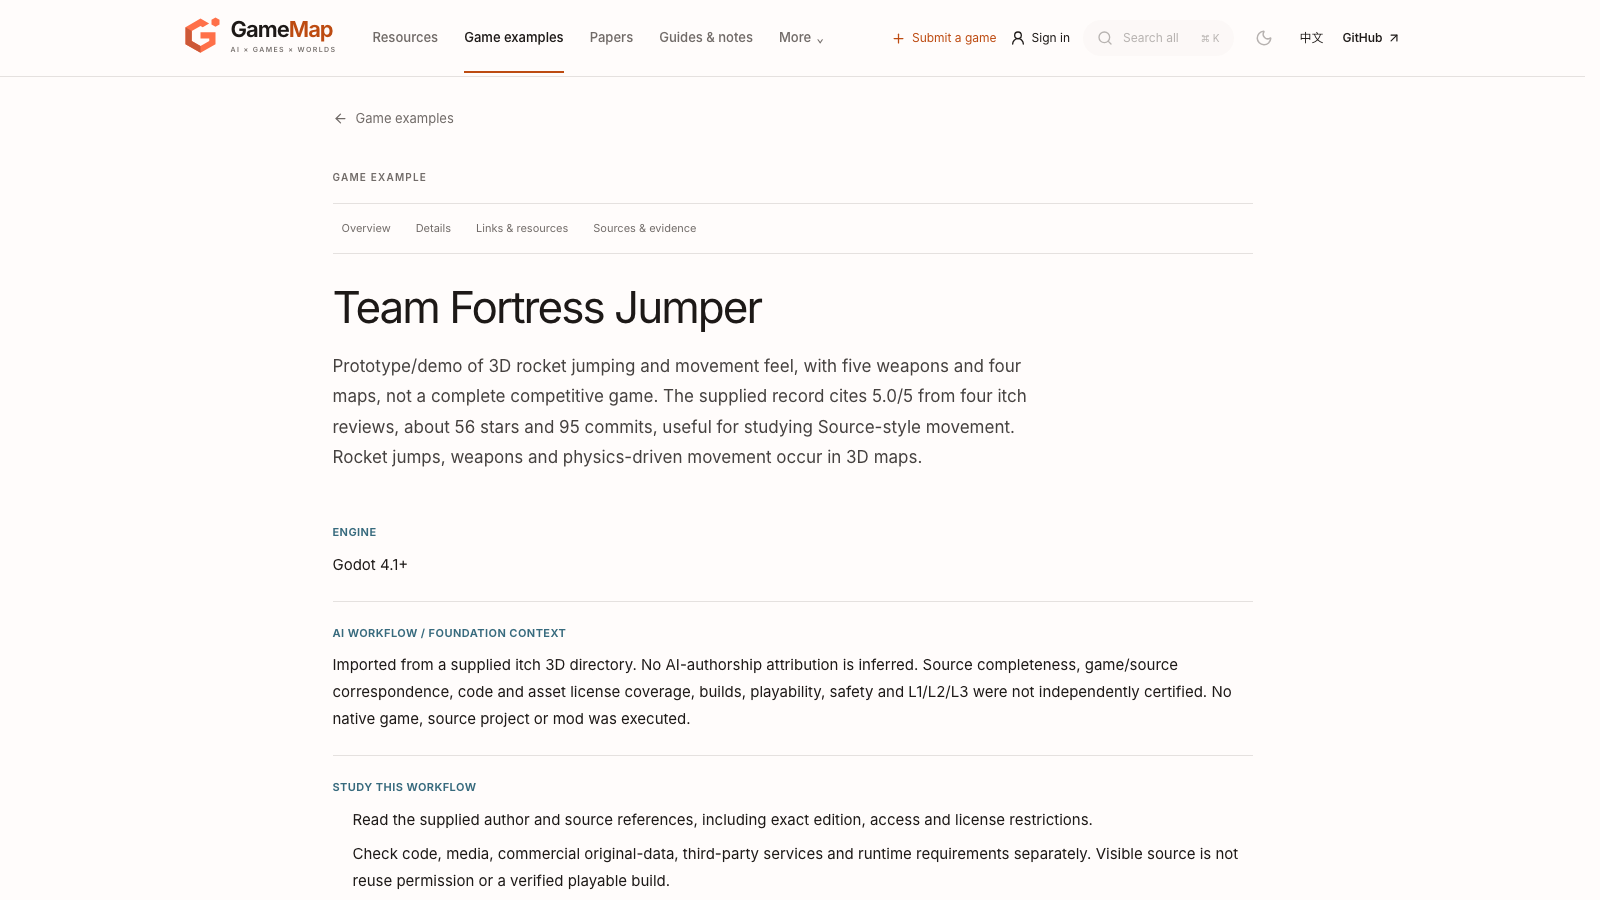 GameMap
AI × GAMES × WORLDS
Resources
Game examples
Papers
Guides & notes
More
Submit a game
Sign in
Search all
⌘ K
中文
GitHub
Game examples
GAME EXAMPLE
Overview
Details
Links & resources
Sources & evidence
Team Fortress Jumper
Prototype/demo of 3D rocket jumping and movement feel, with five weapons and four
maps, not a complete competitive game. The supplied record cites 5.0/5 from four itch
reviews, about 56 stars and 95 commits, useful for studying Source-style movement.
Rocket jumps, weapons and physics-driven movement occur in 3D maps.
ENGINE
Godot 4.1+
AI WORKFLOW / FOUNDATION CONTEXT
Imported from a supplied itch 3D directory. No AI-authorship attribution is inferred. Source completeness, game/source
correspondence, code and asset license coverage, builds, playability, safety and L1/L2/L3 were not independently certified. No
native game, source project or mod was executed.
STUDY THIS WORKFLOW
Read the supplied author and source references, including exact edition, access and license restrictions.
Check code, media, commercial original-data, third-party services and runtime requirements separately. Visible source is not
reuse permission or a verified playable build.